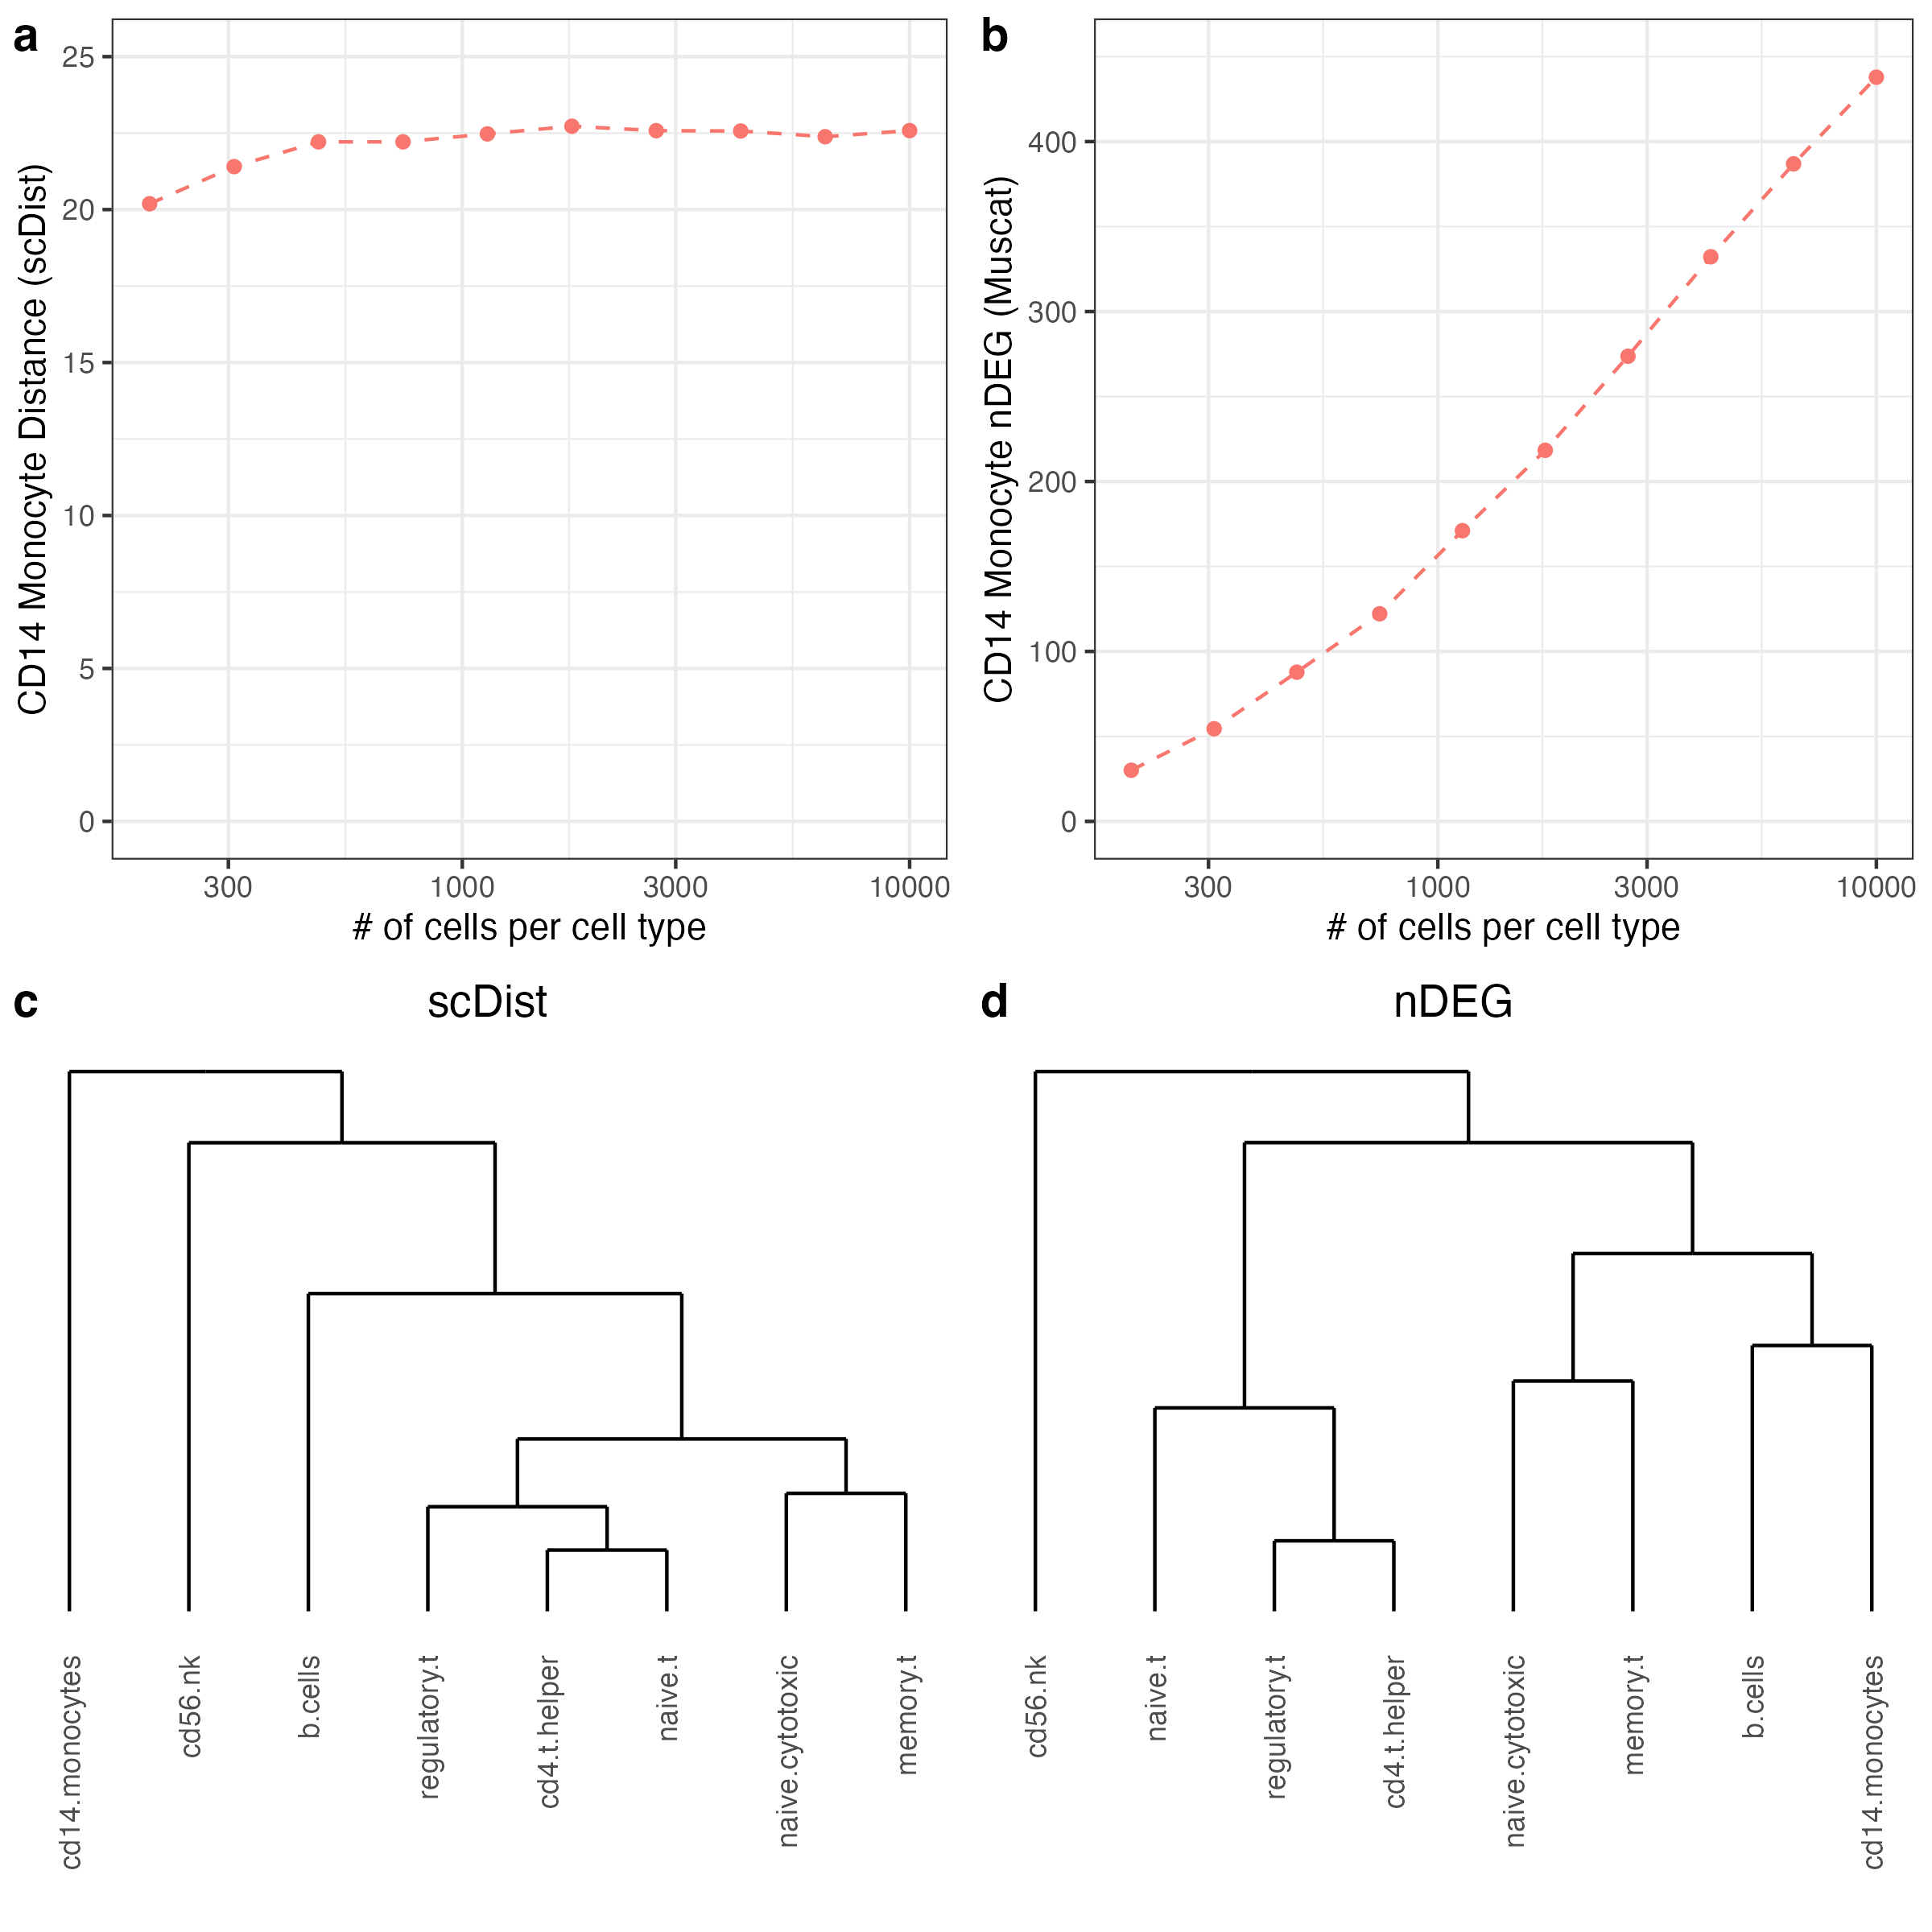 a
25
20
15
10
5
0
CD14 Monocyte Distance (scDist)
300 1000 3000 10000
# of cells per cell type
b
400
300
200
100
0
CD14 Monocyte nDEG (Muscat)
300 1000 3000 10000
# of cells per cell type
c
scDist
cd14.monocytes
cd56.nk
b.cells
regulatory.t
cd4.t.helper
naive.t
naive.cytotoxic
memory.t
d
nDEG
cd56.nk
naive.t
regulatory.t
cd4.t.helper
naive.cytotoxic
memory.t
b.cells
cd14.monocytes